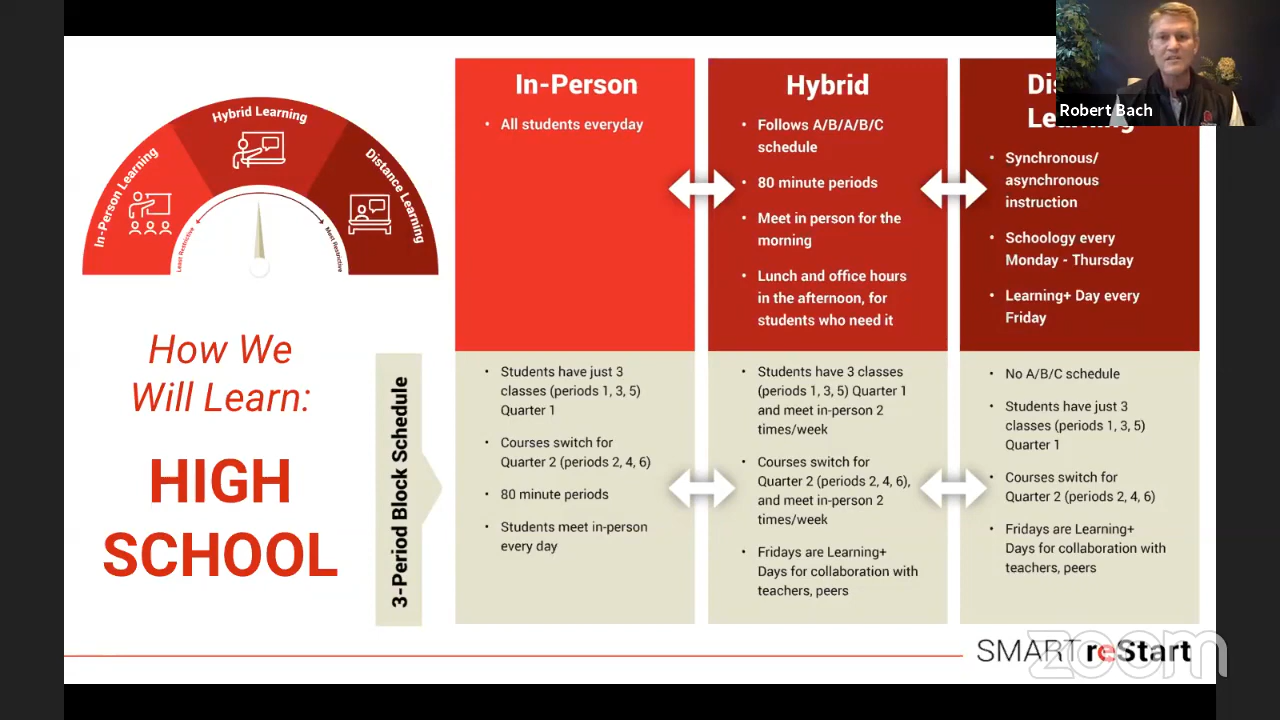 In-Person Learning
Hybrid Learning
Distance Learning
Least Restrictive
Most Restrictive
How We
Will Learn:
HIGH
SCHOOL
3-Period Block Schedule
In-Person
• All students everyday
• Students have just 3
classes (periods 1, 3, 5)
Quarter 1
• Courses switch for
Quarter 2 (periods 2, 4, 6)
• 80 minute periods
• Students meet in-person
every day
Hybrid
• Follows A/B/A/B/C
schedule
• 80 minute periods
• Meet in person for the
morning
• Lunch and office hours
in the afternoon, for
students who need it
• Students have 3 classes
(periods 1, 3, 5) Quarter 1
and meet in-person 2
times/week
• Courses switch for
Quarter 2 (periods 2, 4, 6),
and meet in-person 2
times/week
• Fridays are Learning+
Days for collaboration with
teachers, peers
Learning
• Synchronous/
asynchronous
instruction
• Schoology every
Monday - Thursday
• Learning+ Day every
Friday
• No A/B/C schedule
• Students have just 3
classes (periods 1, 3, 5)
Quarter 1
• Courses switch for
Quarter 2 (periods 2, 4, 6)
• Fridays are Learning+
Days for collaboration with
teachers, peers
Robert Bach
SMART reStart
zoom